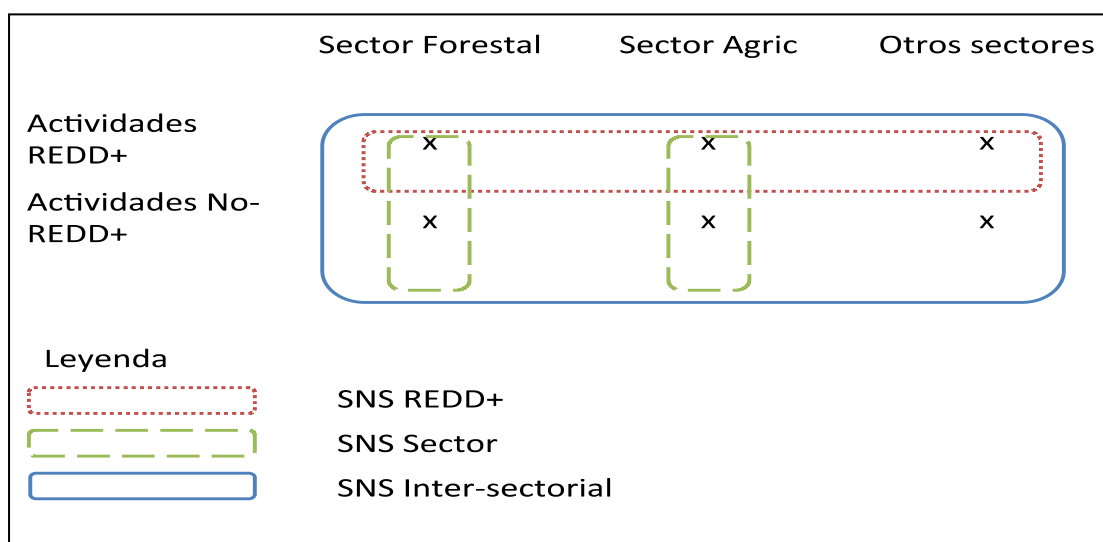 Sector Forestal Sector Agric Otros sectores
Actividades
REDD+
x x x
Actividades No-
REDD+
x x x
Leyenda
SNS REDD+
SNS Sector
SNS Inter-sectorial